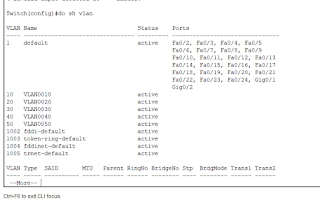 Switch(config)#do sh vlan
VLAN Name Status Ports
---- -------------------------------- --------- -------------------------------
1 default active Fa0/2, Fa0/3, Fa0/4, Fa0/5
Fa0/6, Fa0/7, Fa0/8, Fa0/9
Fa0/10, Fa0/11, Fa0/12, Fa0/13
Fa0/14, Fa0/15, Fa0/16, Fa0/17
Fa0/18, Fa0/19, Fa0/20, Fa0/21
Fa0/22, Fa0/23, Fa0/24, Gig0/1
Gig0/2
10 VLAN0010 active
20 VLAN0020 active
30 VLAN0030 active
40 VLAN0040 active
50 VLAN0050 active
1002 fddi-default active
1003 token-ring-default active
1004 fddinet-default active
1005 trnet-default active
VLAN Type SAID MTU Parent RingNo BridgeNo Stp BrdgMode Trans1 Trans2
--More--
Ctrl+F6 to exit CLI focus